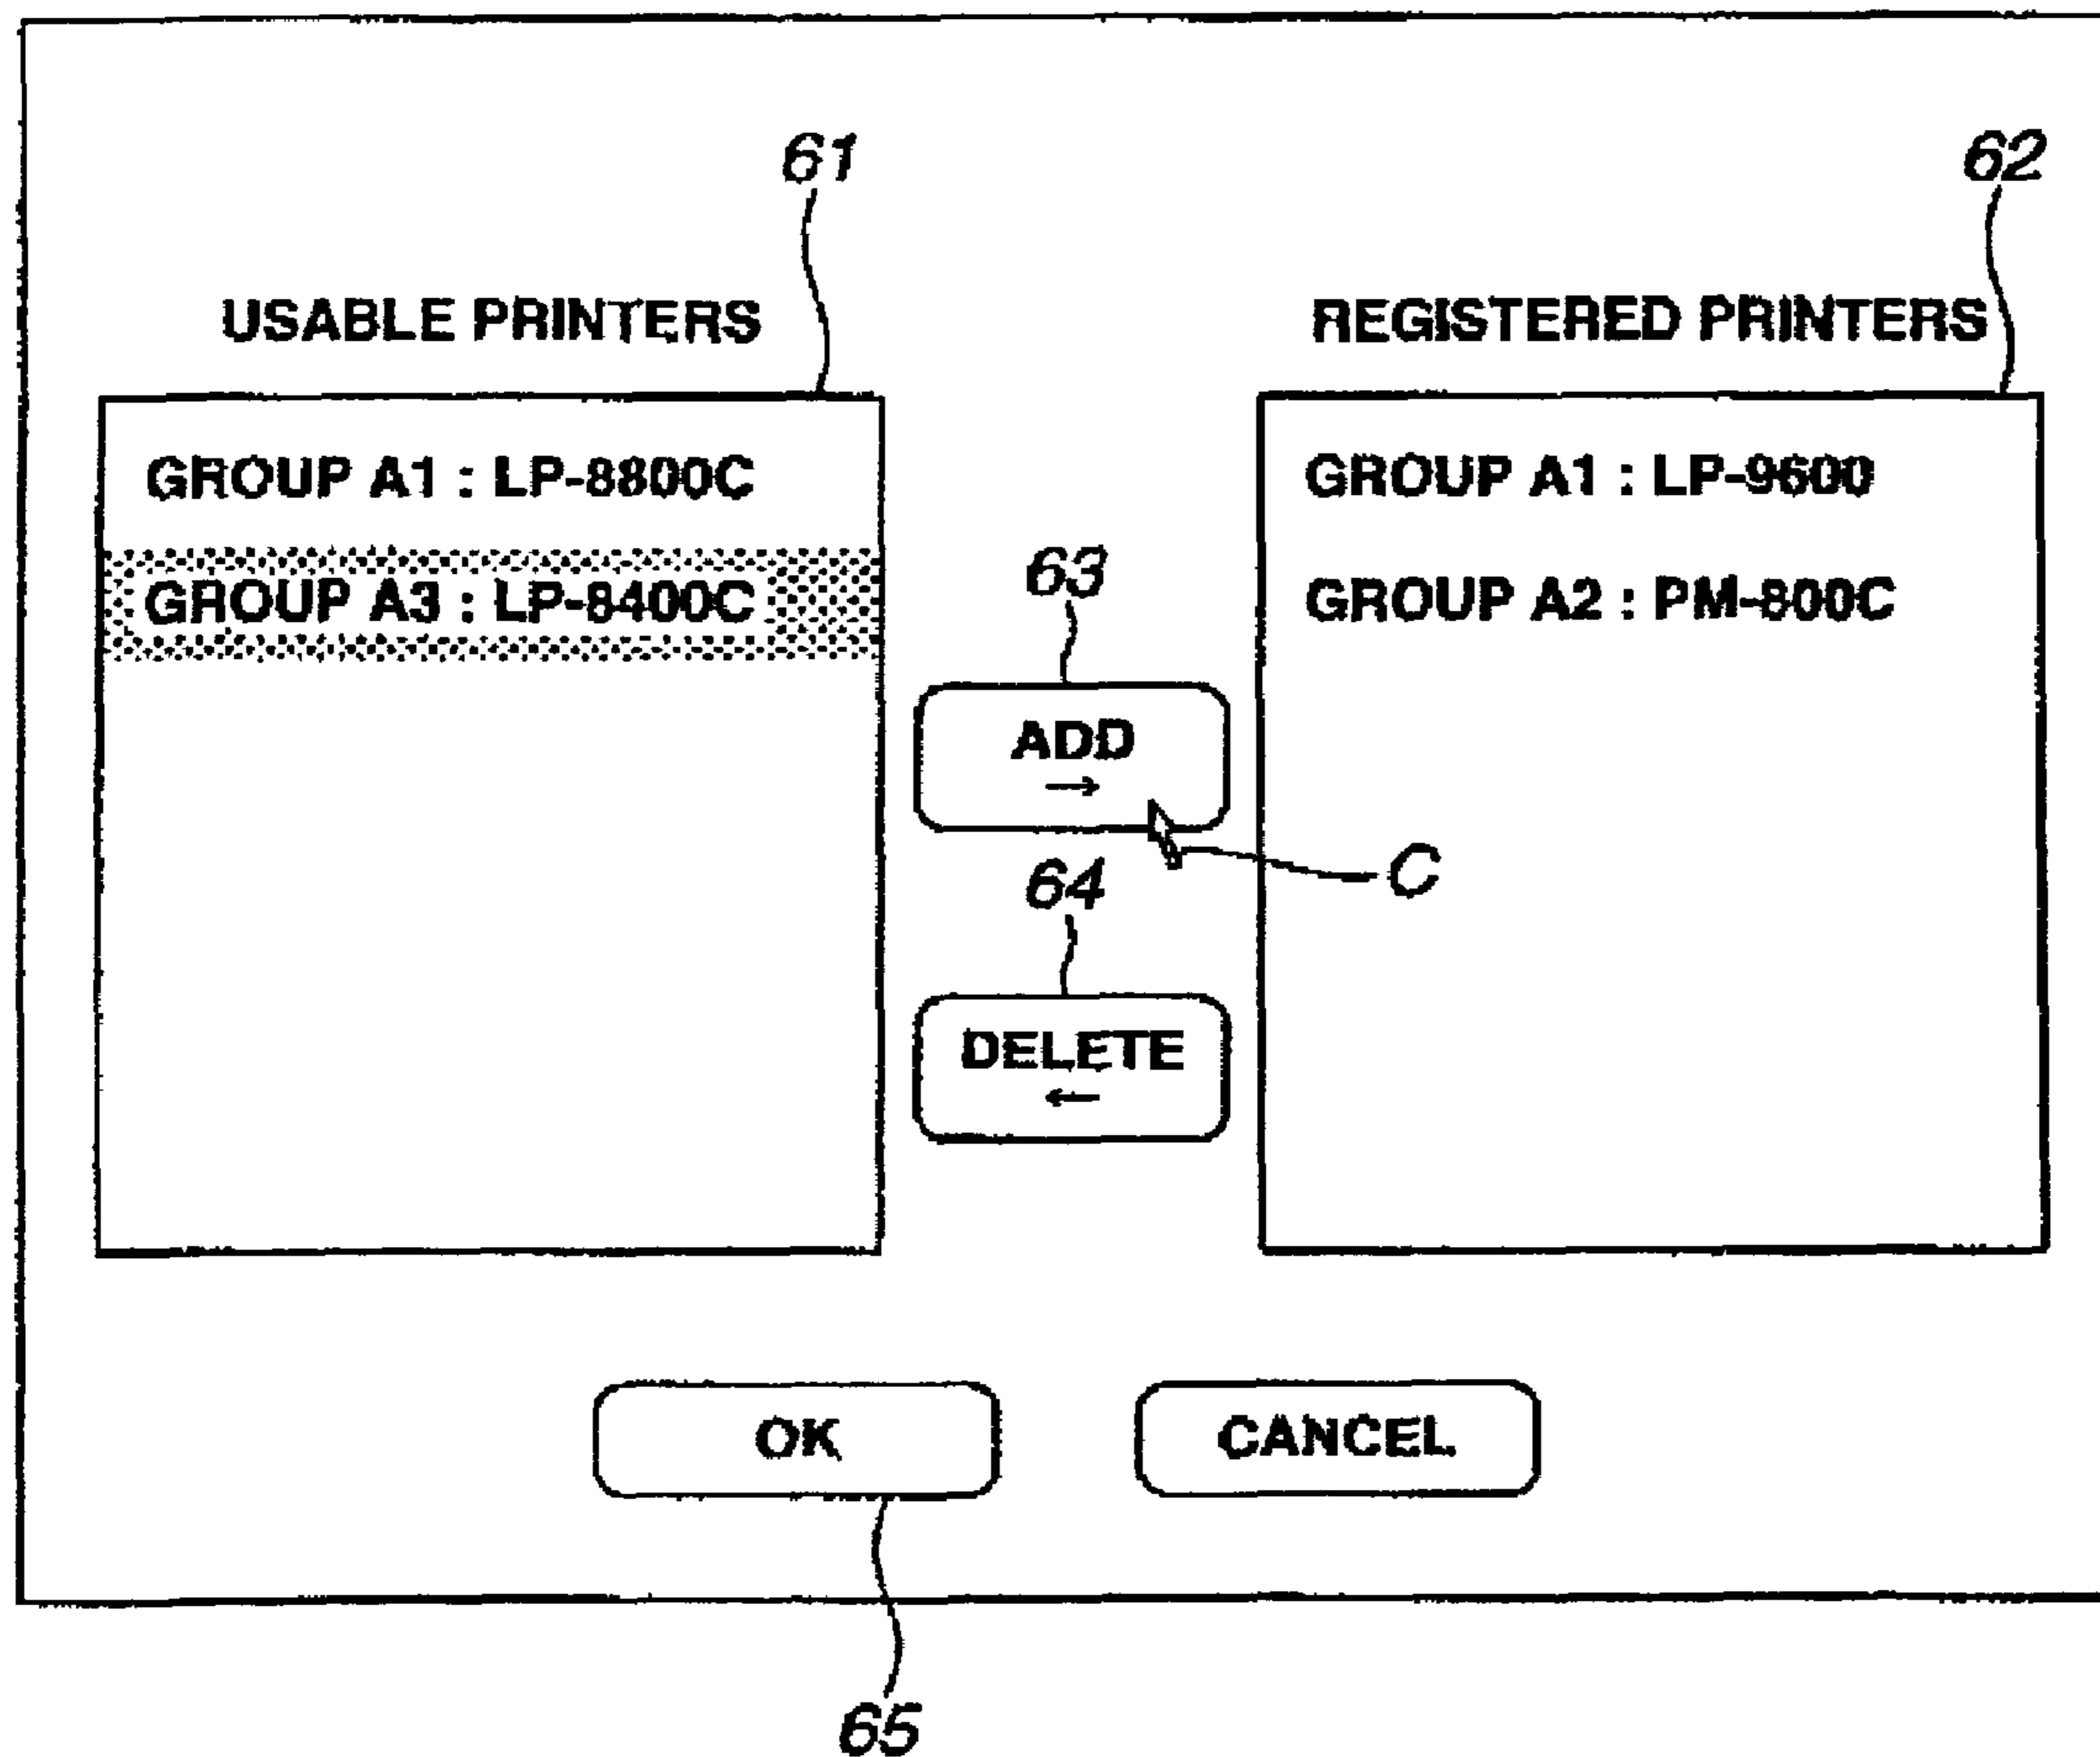 61
62
USABLE PRINTERS
REGISTERED PRINTERS
GROUP A1 : LP-8800C
GROUP A3 : LP-8400C
GROUP A1 : LP-9600
GROUP A2 : PM-800C
63
ADD
→
C
64
DELETE
←
OK
CANCEL
65